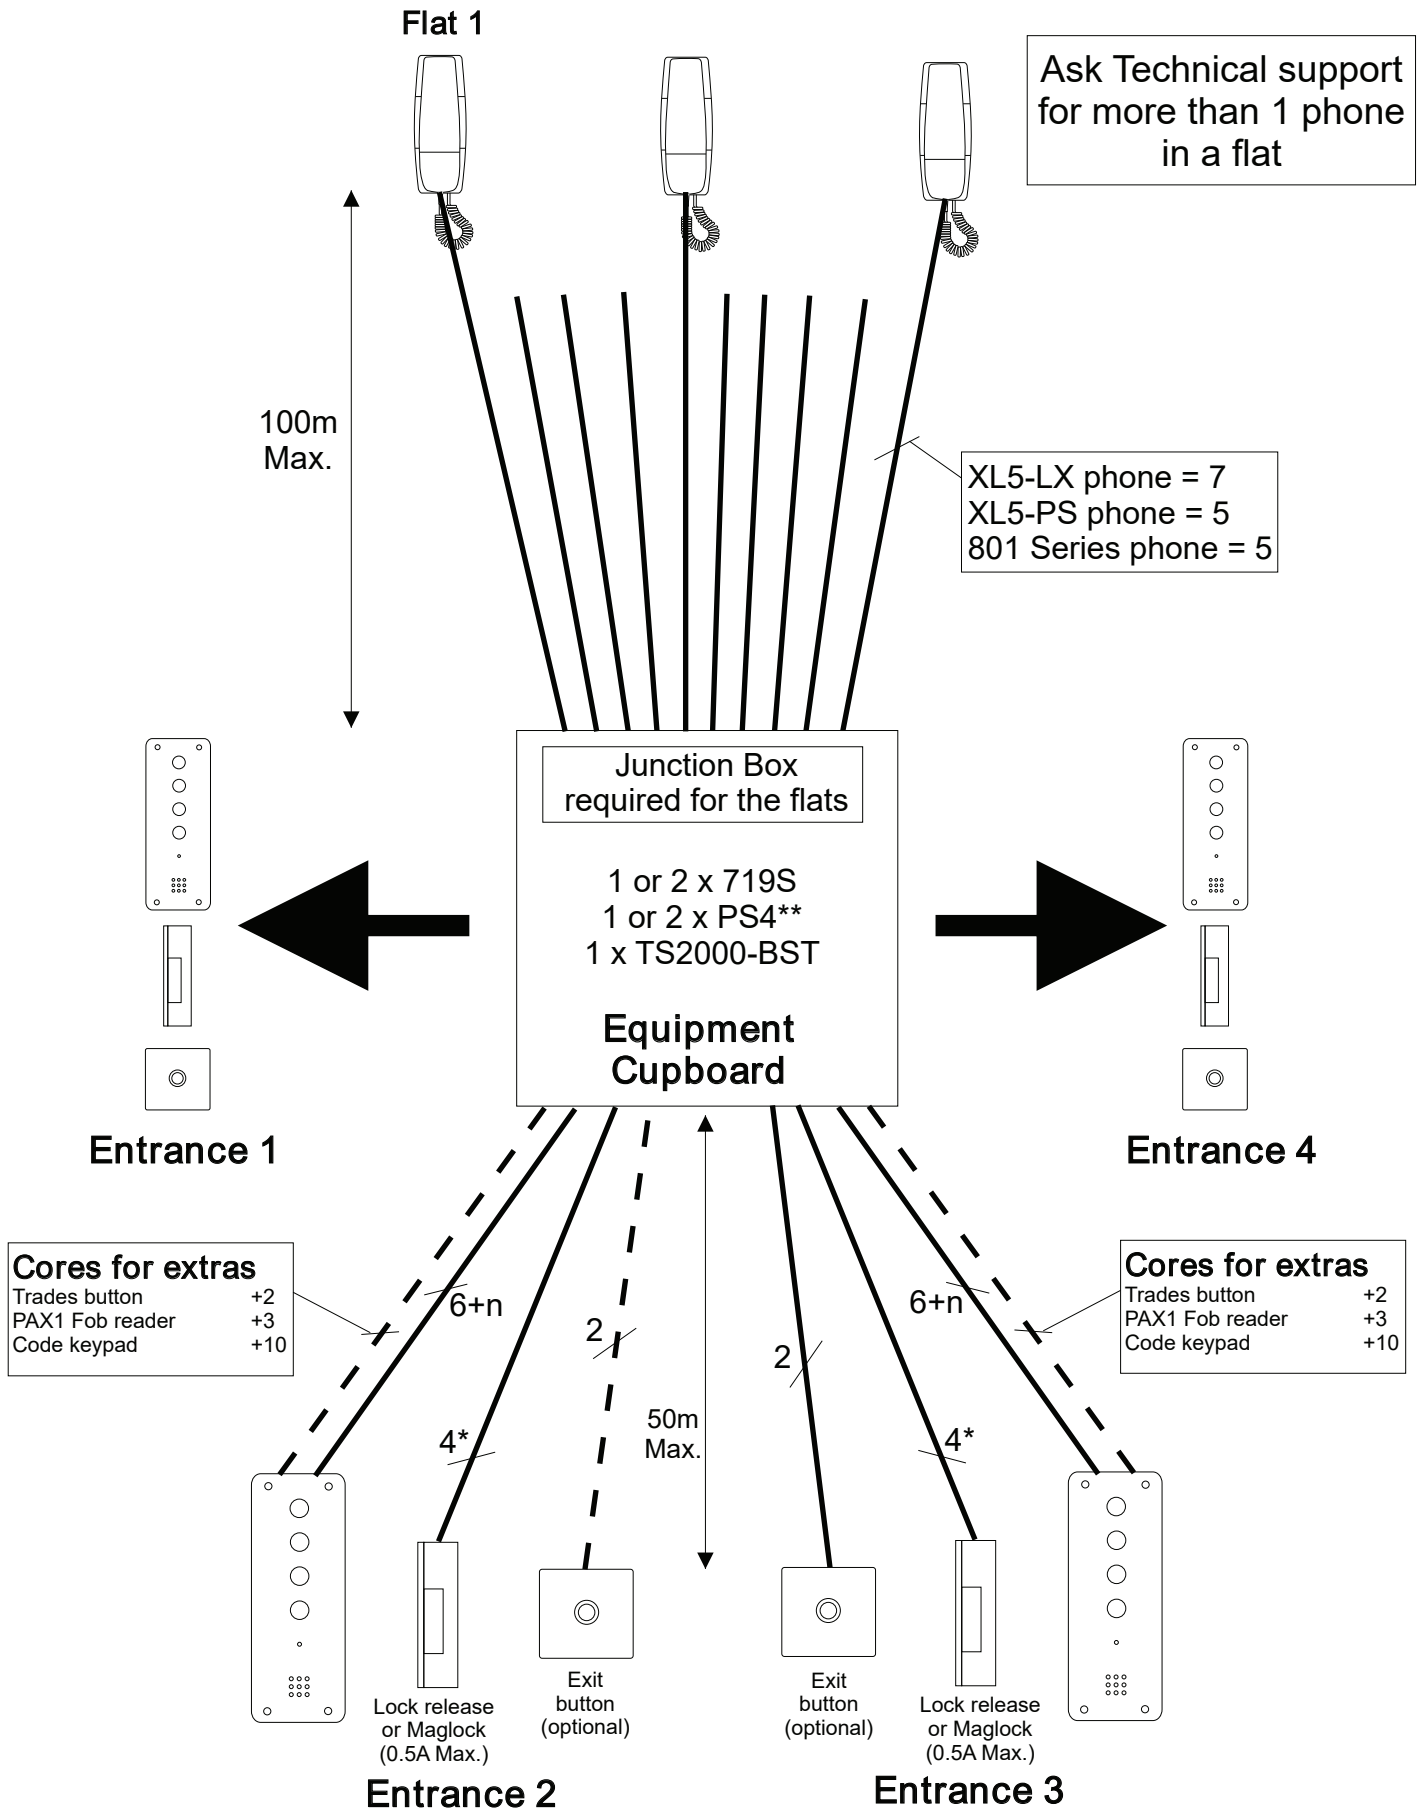 Flat 1
Ask Technical support
for more than 1 phone
in a flat
100m
Max.
XL5-LX phone = 7
XL5-PS phone = 5
801 Series phone = 5
Junction Box
required for the flats
1 or 2 x 719S
1 or 2 x PS4**
1 x TS2000-BST
Equipment
Cupboard
Entrance 1
Entrance 4
Cores for extras
Trades button +2
PAX1 Fob reader +3
Code keypad +10
6+n
2
4*
50m
Max.
2
4*
6+n
Cores for extras
Trades button +2
PAX1 Fob reader +3
Code keypad +10
Lock release
or Maglock
(0.5A Max.)
Exit
button
(optional)
Entrance 2
Exit
button
(optional)
Lock release
or Maglock
(0.5A Max.)
Entrance 3